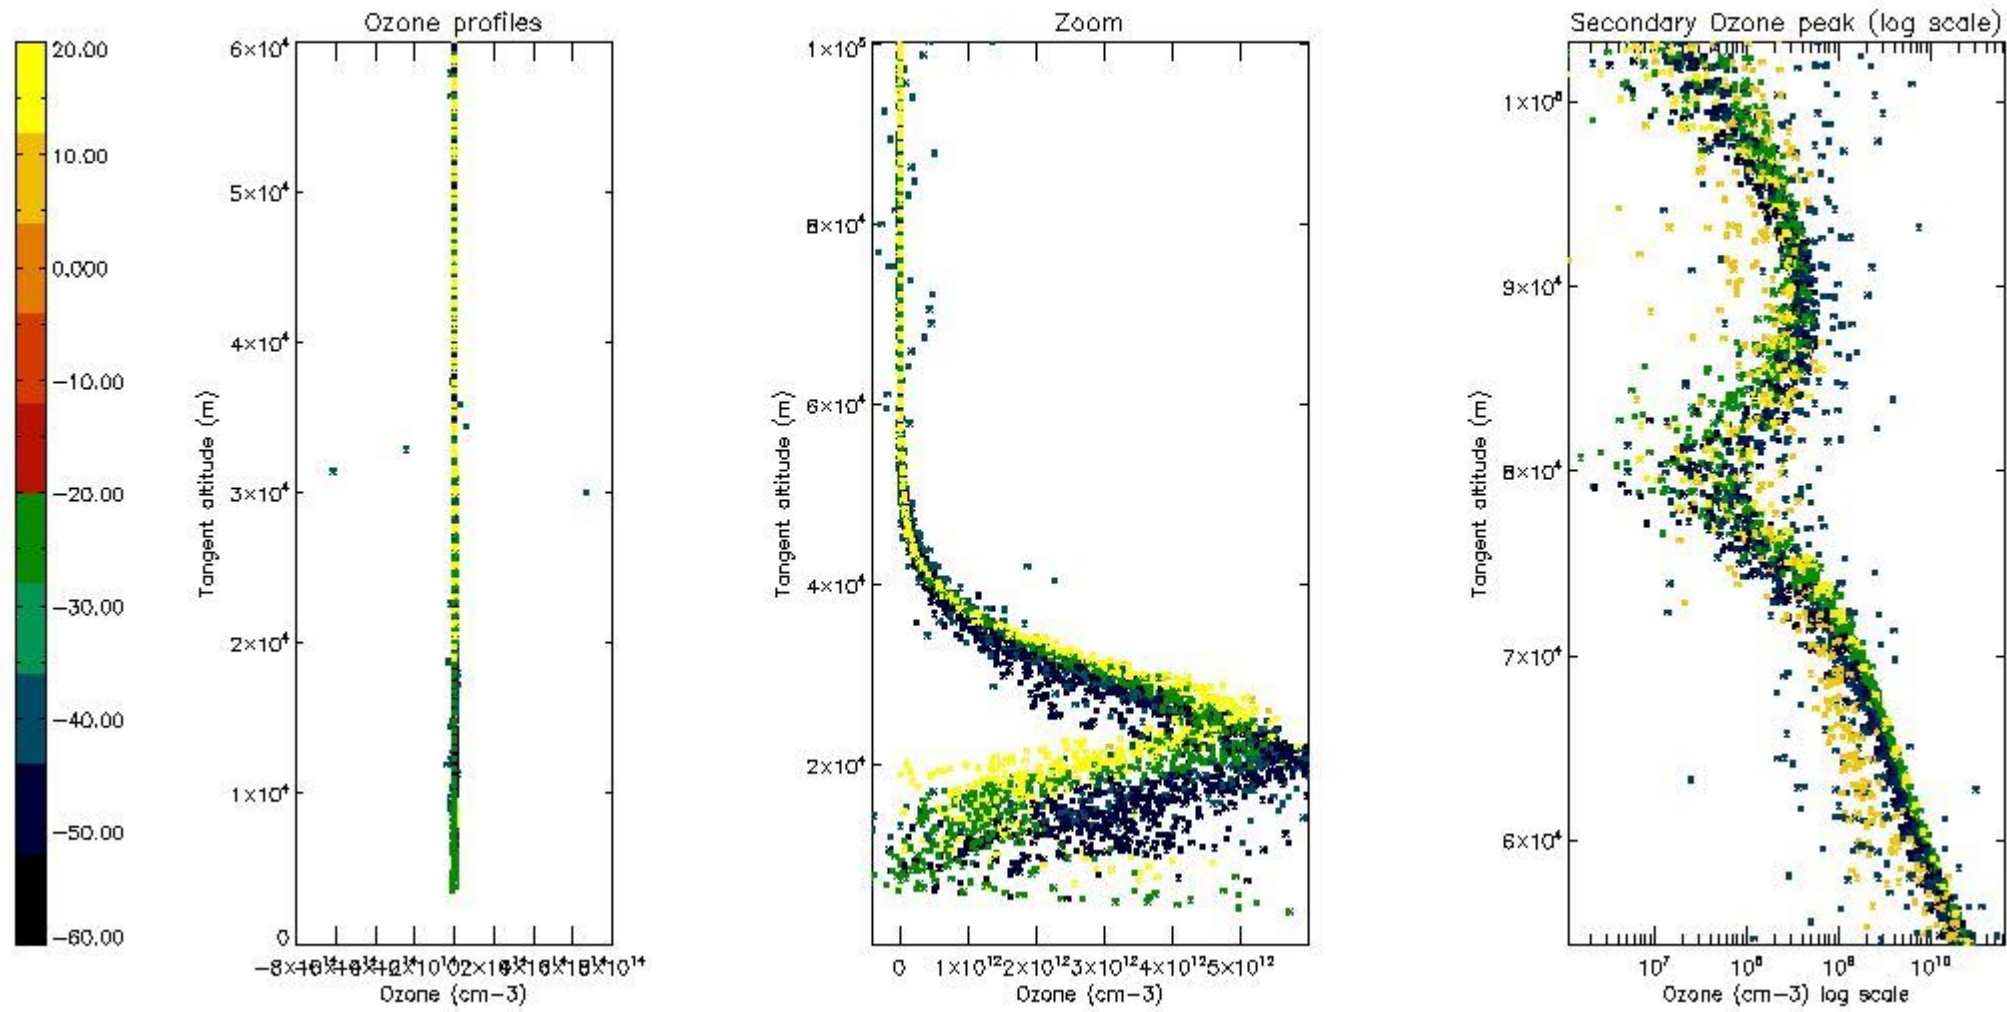 Ozone profiles
Zoom
Secondary Ozone peak (log scale)
20.00
10.00
0.000
−10.00
−20.00
−30.00
−40.00
−50.00
−60.00
6×10⁴
5×10⁴
4×10⁴
3×10⁴
2×10⁴
1×10⁴
0
Tangent altitude (m)
Ozone (cm−3)
1×10⁵
8×10⁴
6×10⁴
4×10⁴
2×10⁴
Tangent altitude (m)
0 1×10¹² 2×10¹² 3×10¹² 4×10¹² 5×10¹²
Ozone (cm−3)
1×10⁵
9×10⁴
8×10⁴
7×10⁴
6×10⁴
Tangent altitude (m)
10⁷ 10⁸ 10⁹ 10¹⁰
Ozone (cm−3) log scale